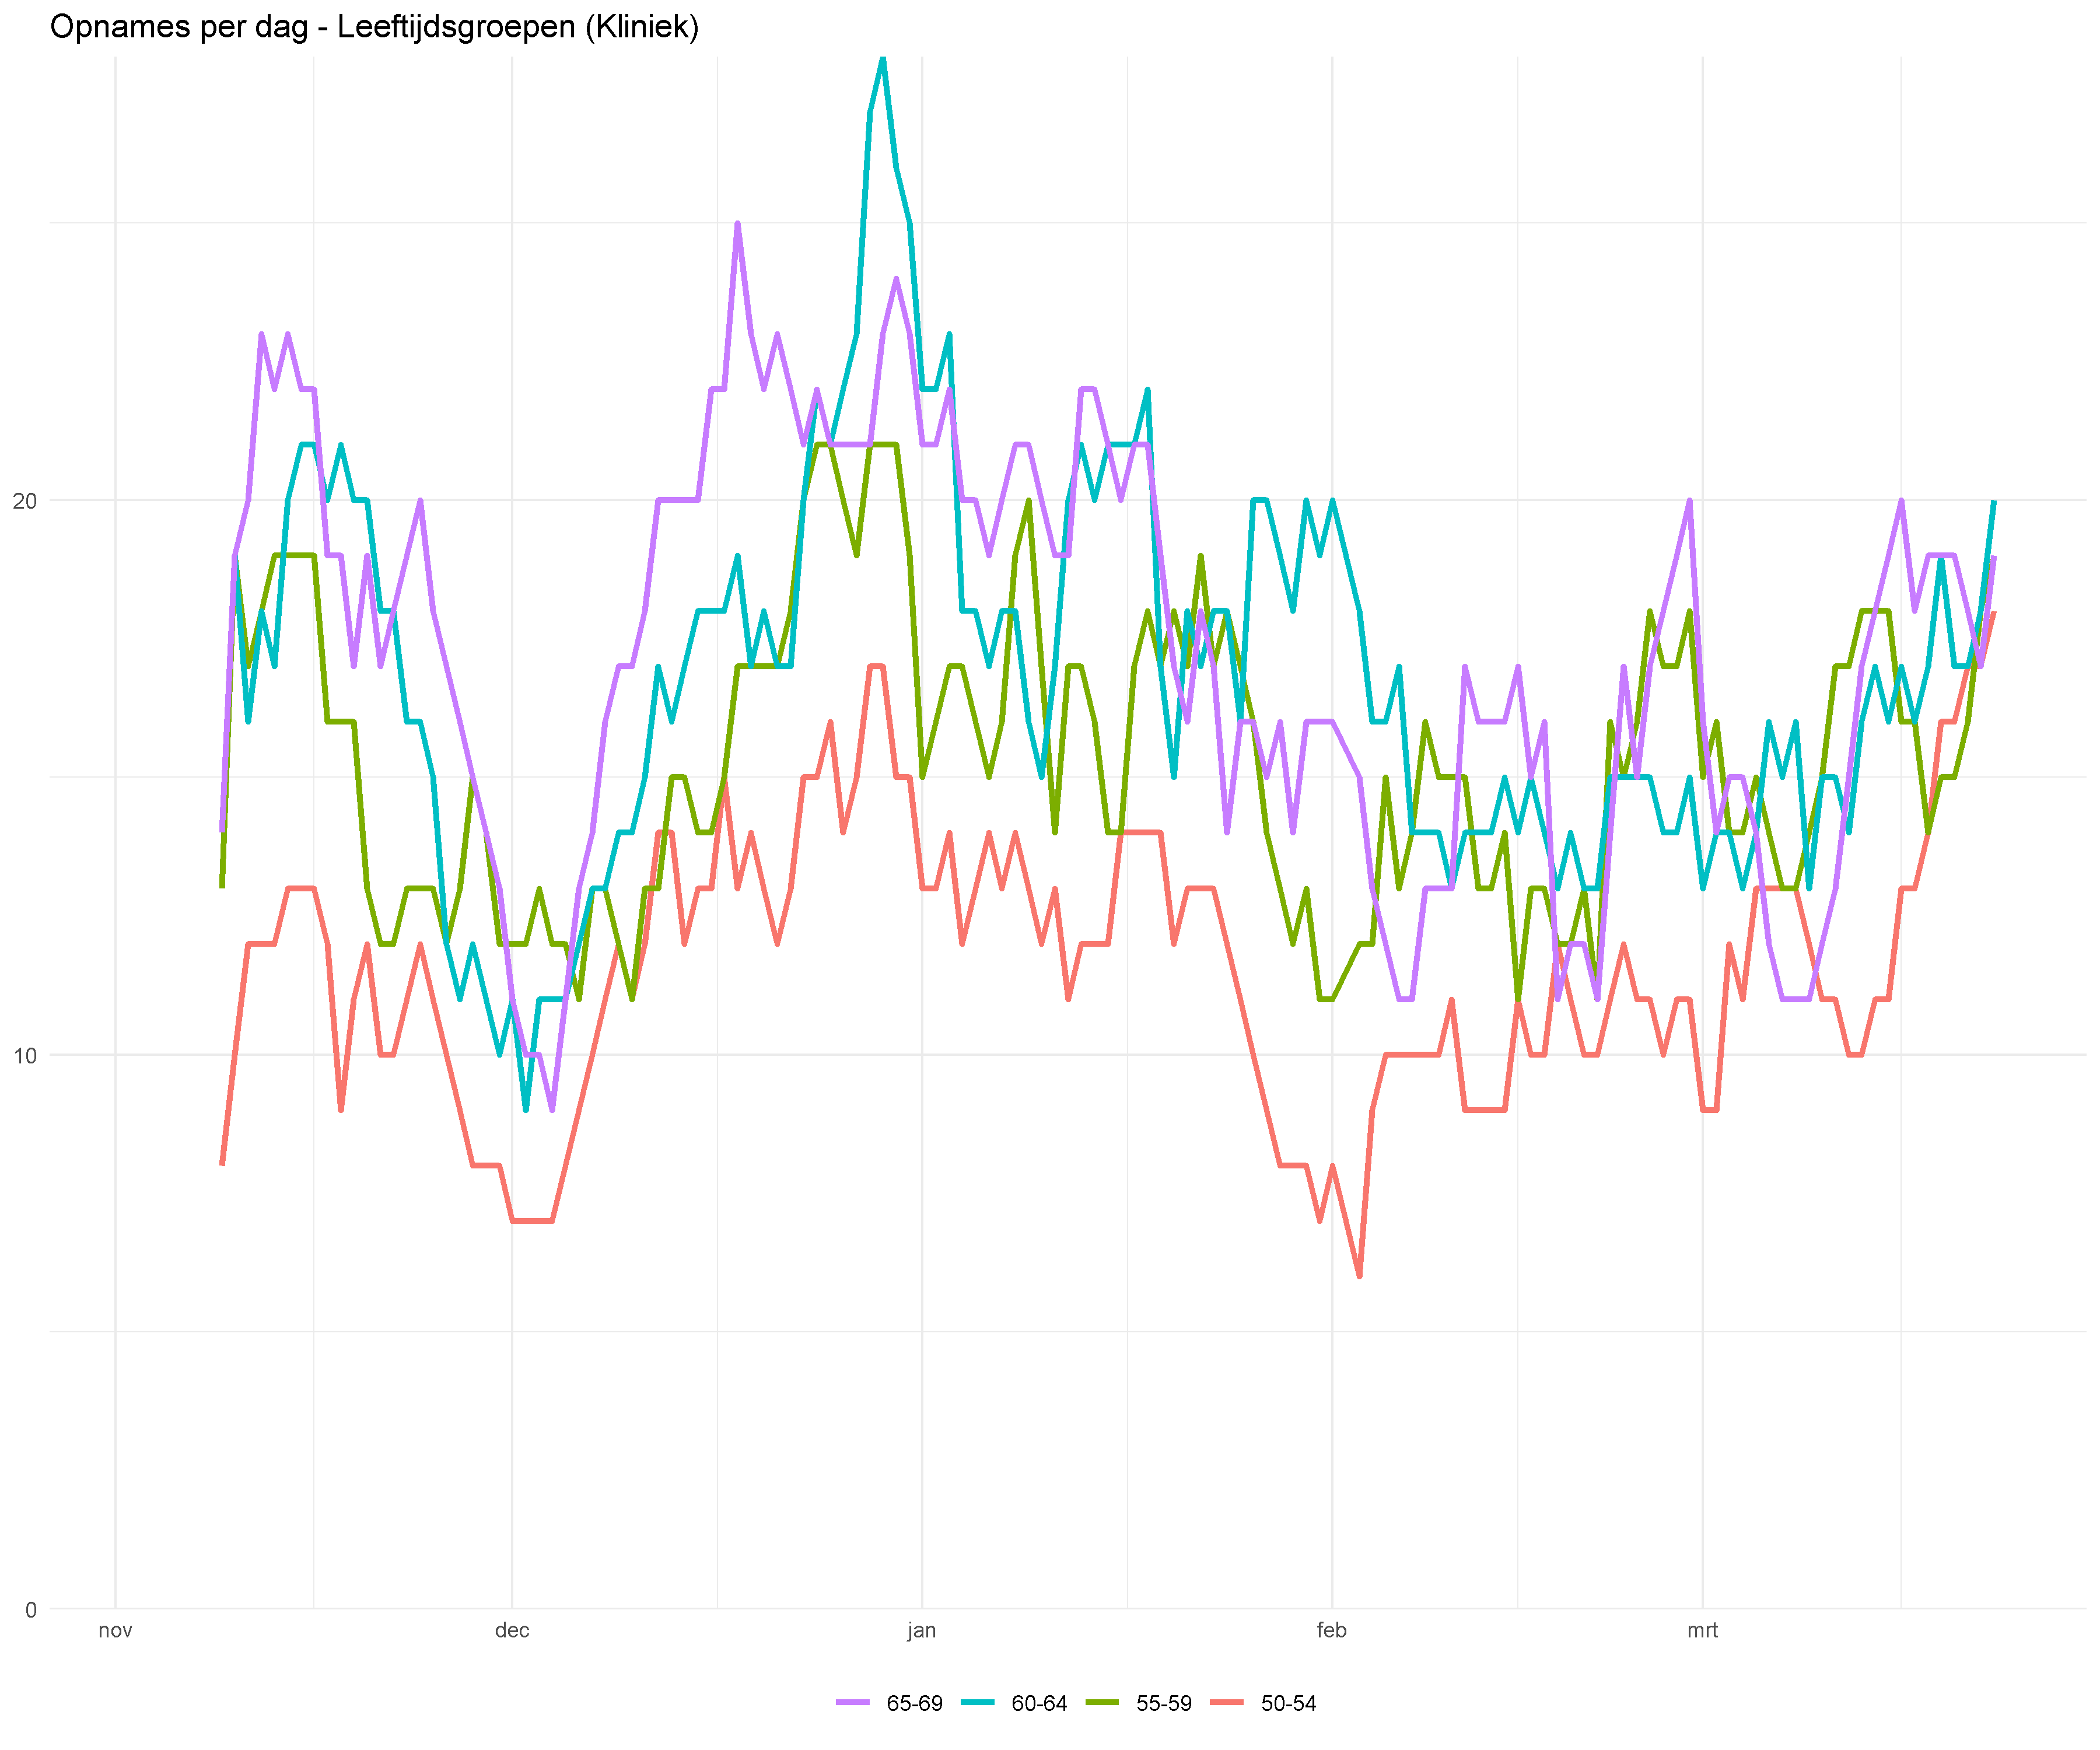 Opnames per dag - Leeftijdsgroepen (Kliniek)
20
10
0
nov dec jan feb mrt
65-69 60-64 55-59 50-54